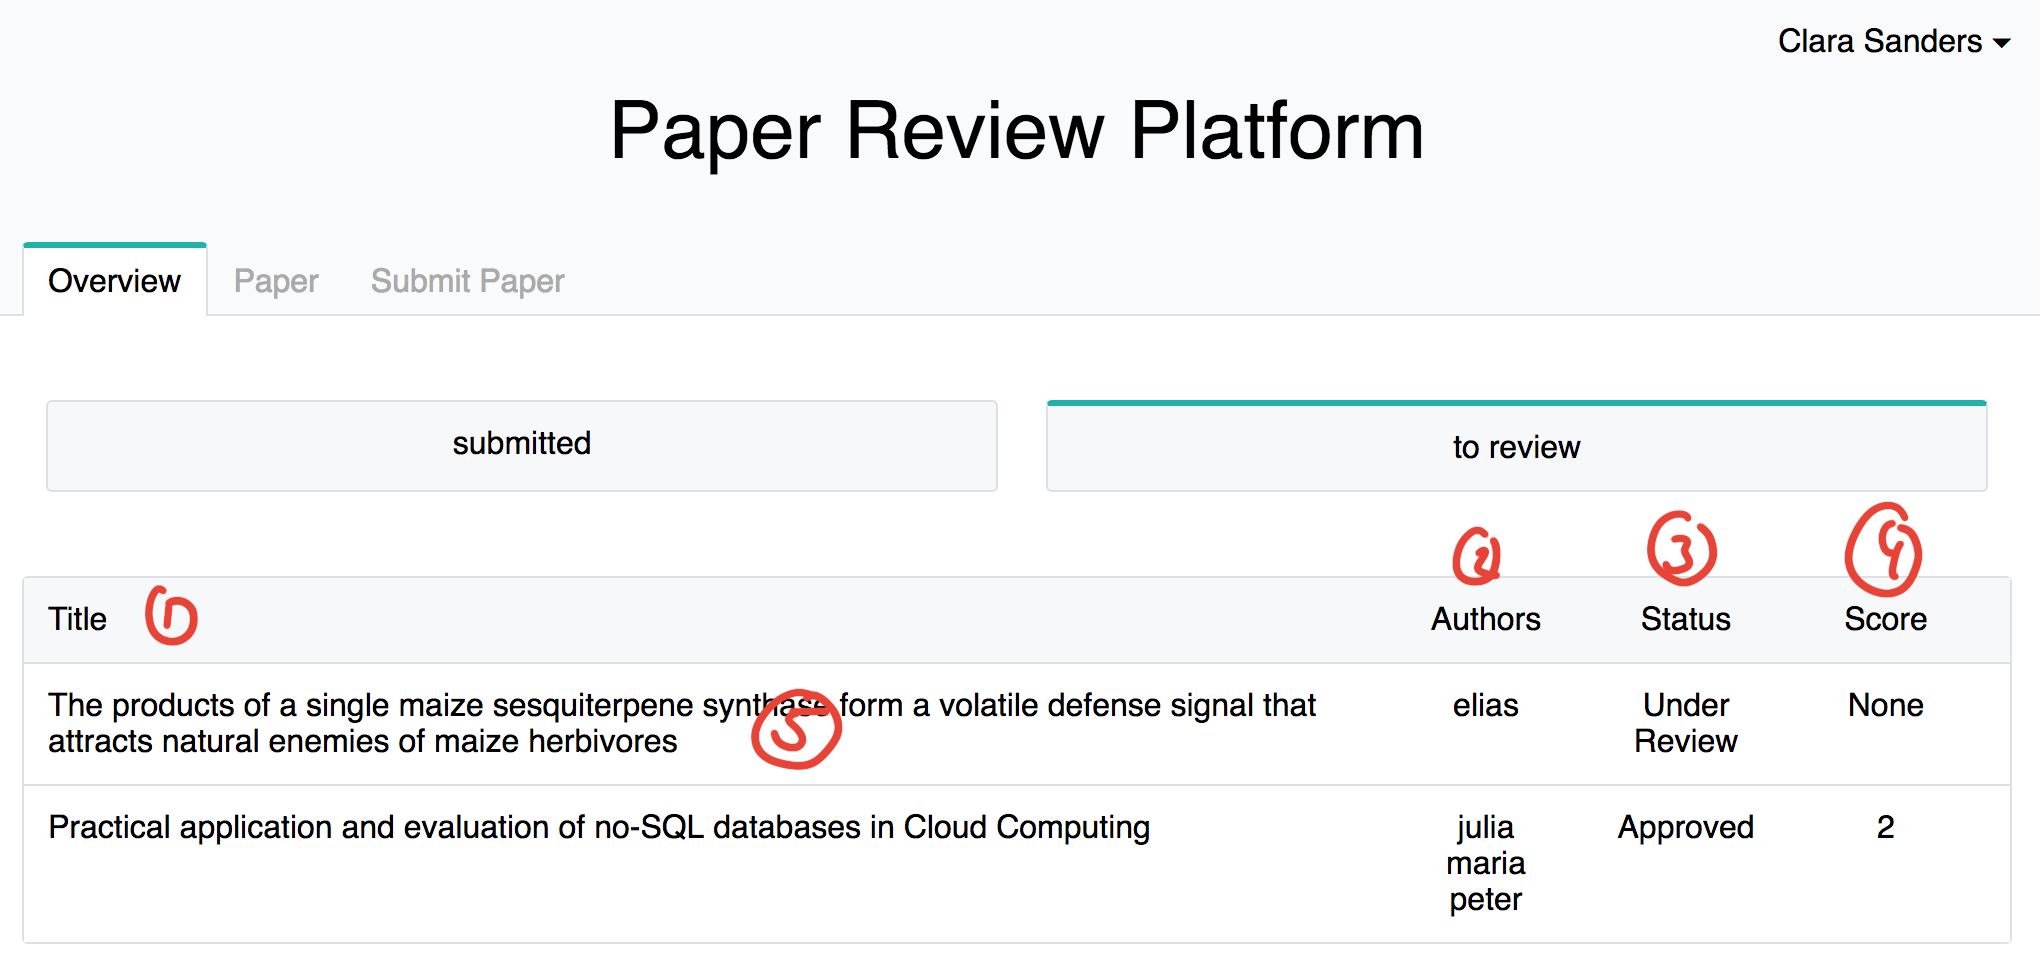 Clara Sanders
Paper Review Platform
Overview Paper Submit Paper
submitted to review
2 3 4
Title 1 Authors Status Score
The products of a single maize sesquiterpene synthase form a volatile defense signal that elias Under None
attracts natural enemies of maize herbivores 5 Review
Practical application and evaluation of no-SQL databases in Cloud Computing julia Approved 2
maria
peter